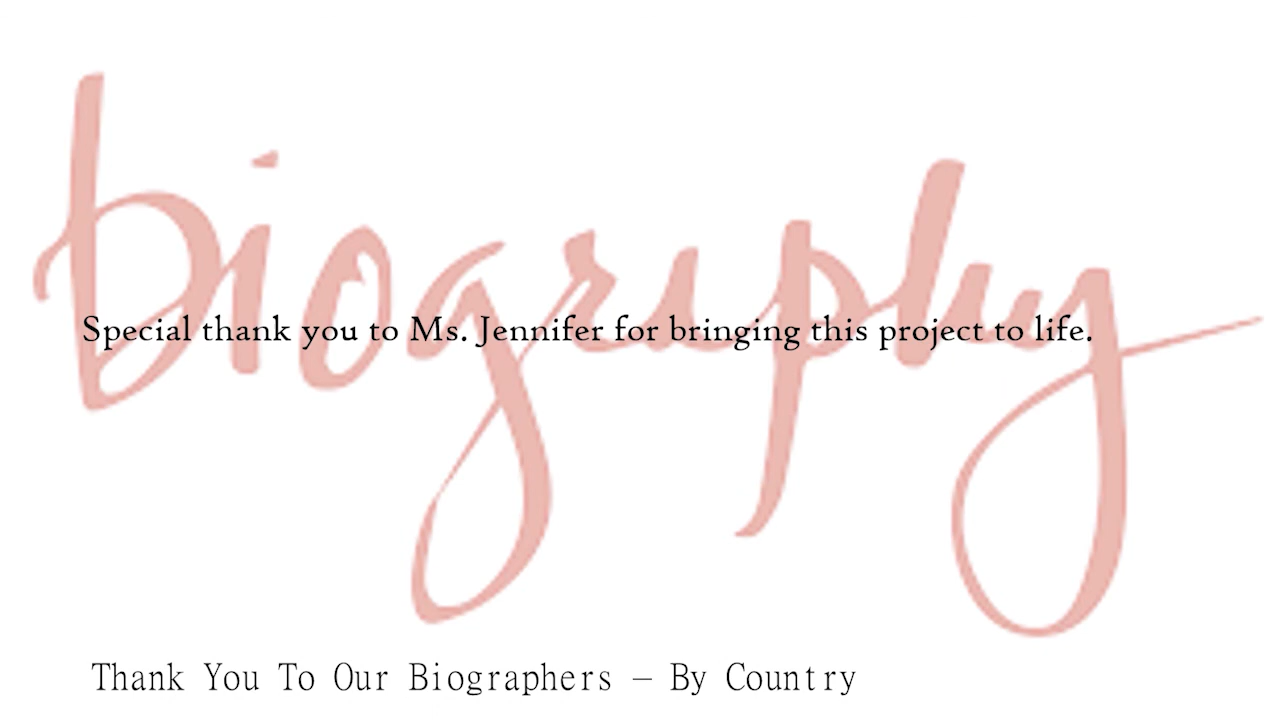 biography
Special thank you to Ms. Jennifer for bringing this project to life.
Thank You To Our Biographers – By Country